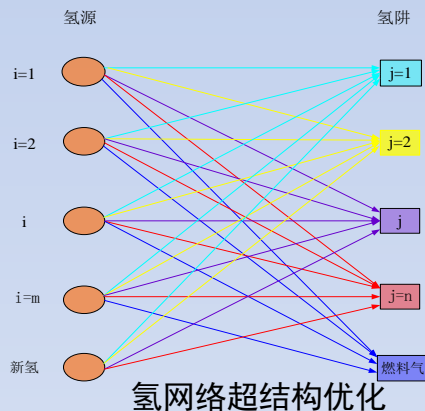 氢源 氢阱
i=1 j=1
i=2 j=2
i j
i=m j=n
新氢 燃料气
氢网络超结构优化